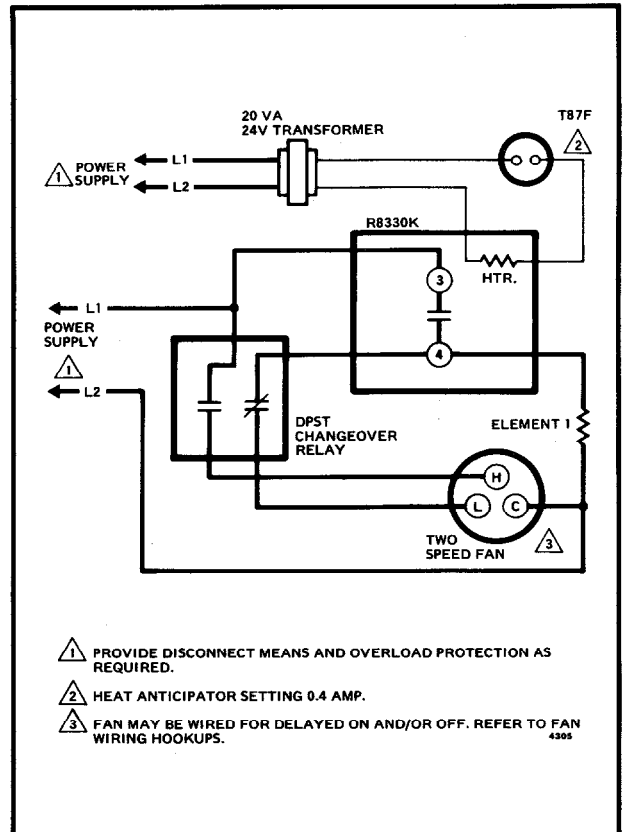 20 VA
24V TRANSFORMER
T87F
2
L1
1 POWER
SUPPLY
L2
R8330K
3
HTR.
L1
POWER
SUPPLY
4
1
L2
ELEMENT 1
DPST
CHANGEOVER
RELAY
H
L
C
TWO
SPEED FAN
3
1 PROVIDE DISCONNECT MEANS AND OVERLOAD PROTECTION AS
REQUIRED.
2 HEAT ANTICIPATOR SETTING 0.4 AMP.
3 FAN MAY BE WIRED FOR DELAYED ON AND/OR OFF. REFER TO FAN
WIRING HOOKUPS.
4305